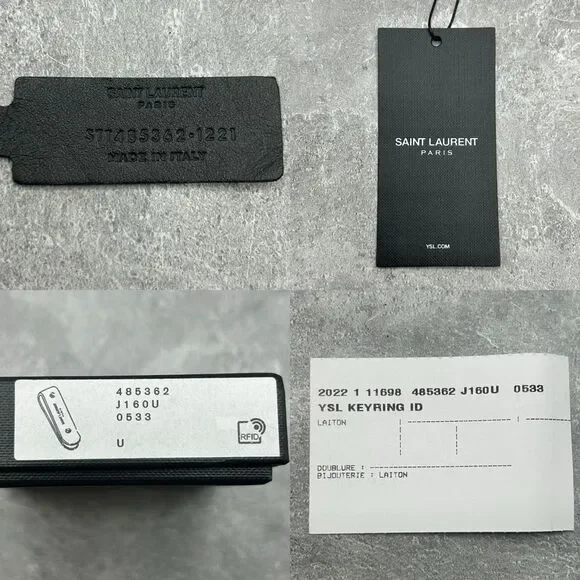 SAINT LAURENT
PARIS
STT485362-1221
MADE IN ITALY
SAINT LAURENT
PARIS
YSL.COM
485362
J160U
0533
U
RFID
2022 1 11698 485362 J160U 0533
YSL KEYRING ID
LAITON
DOUBLURE :
BIJOUTERIE : LAITON